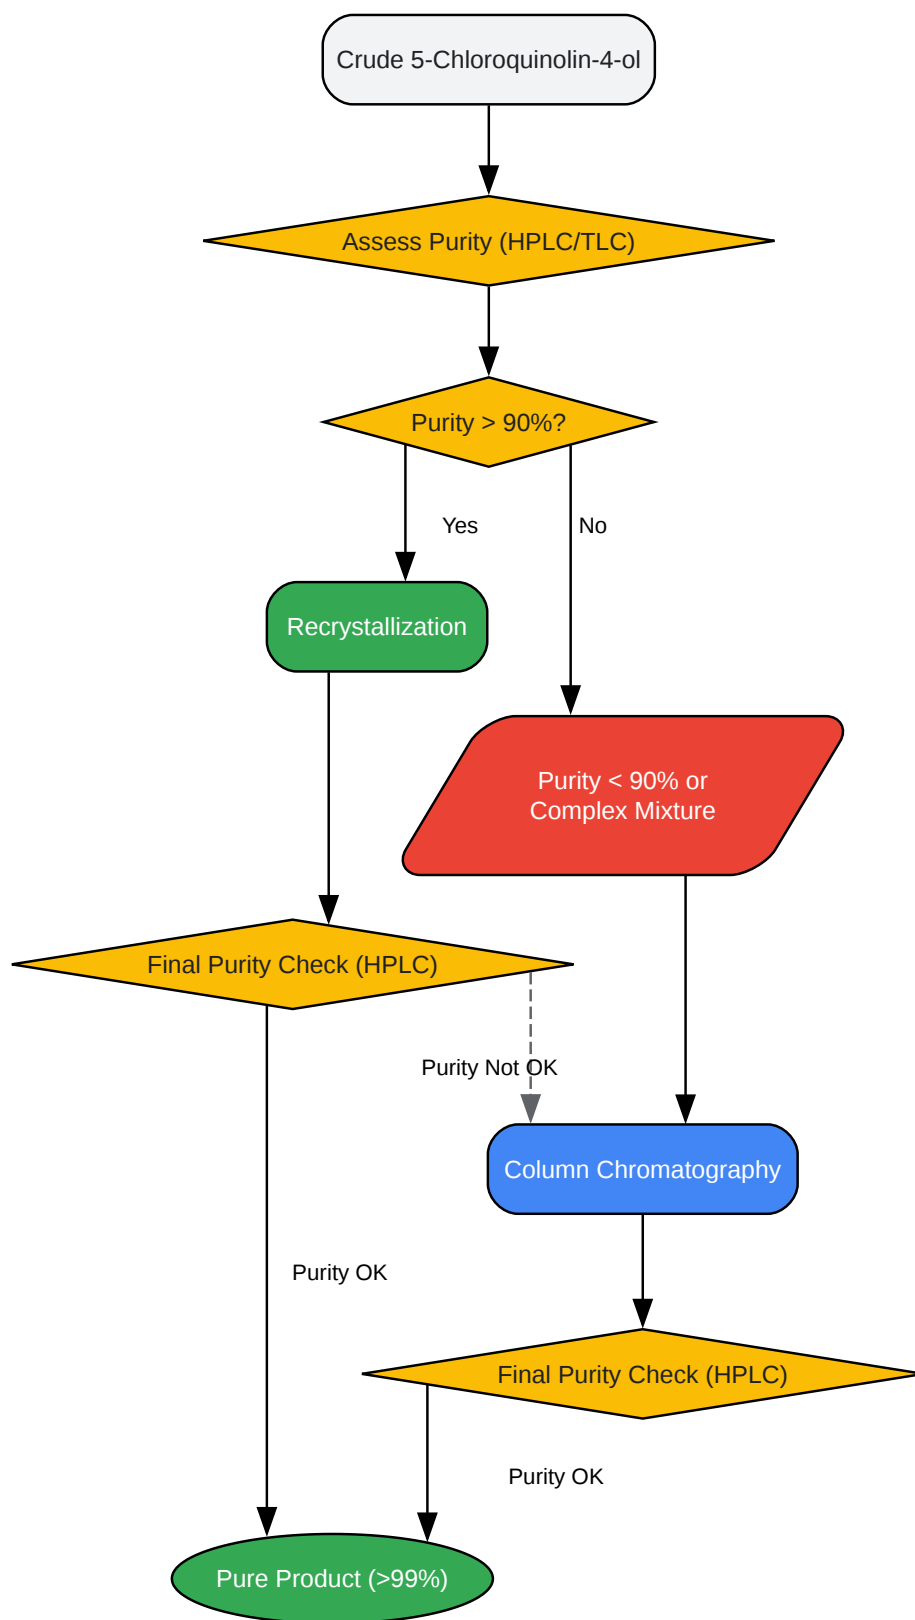 Crude 5-Chloroquinolin-4-ol
Assess Purity (HPLC/TLC)
Purity > 90%?
Yes
No
Recrystallization
Purity < 90% or
Complex Mixture
Final Purity Check (HPLC)
Purity Not OK
Column Chromatography
Purity OK
Final Purity Check (HPLC)
Purity OK
Pure Product (>99%)